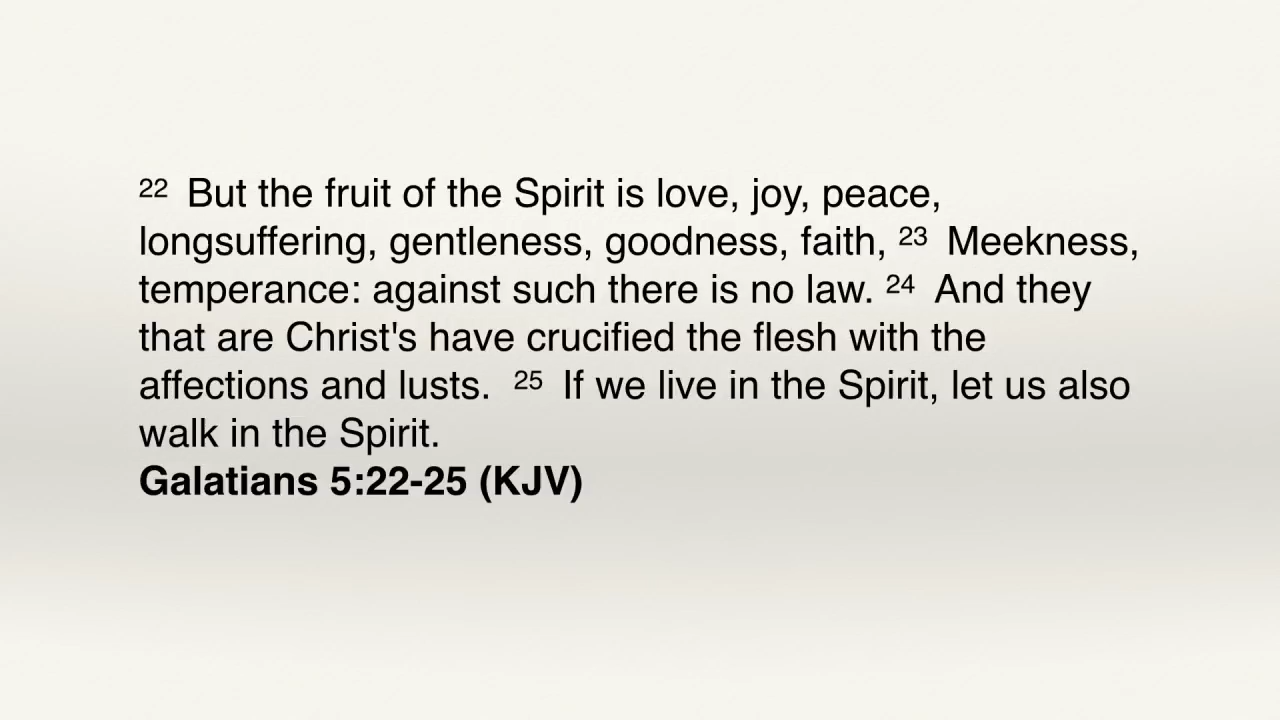 22 But the fruit of the Spirit is love, joy, peace,
longsuffering, gentleness, goodness, faith, 23 Meekness,
temperance: against such there is no law. 24 And they
that are Christ's have crucified the flesh with the
affections and lusts. 25 If we live in the Spirit, let us also
walk in the Spirit.
Galatians 5:22-25 (KJV)